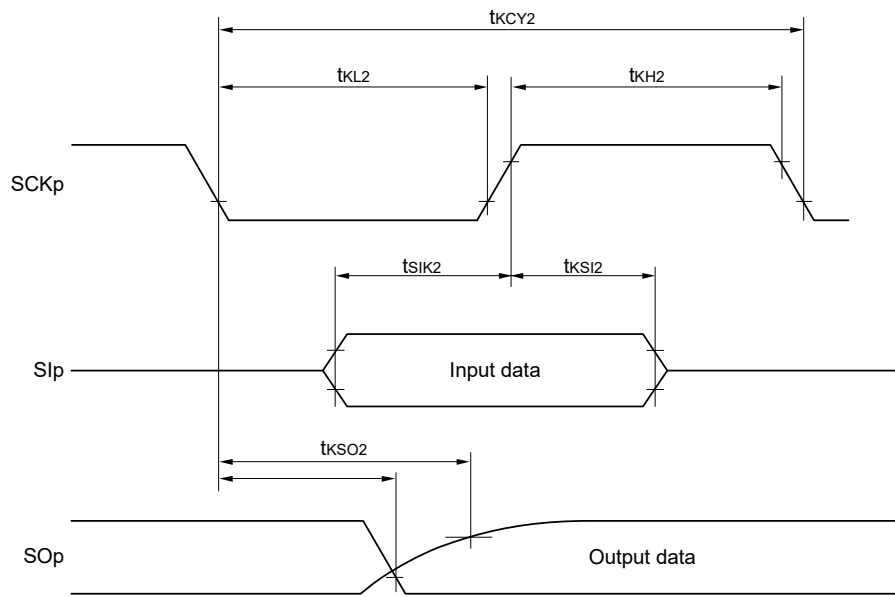 tKCY2
tKL2
tKH2
SCKp
tSIK2
tKSI2
SIp
Input data
tKSO2
SOp
Output data